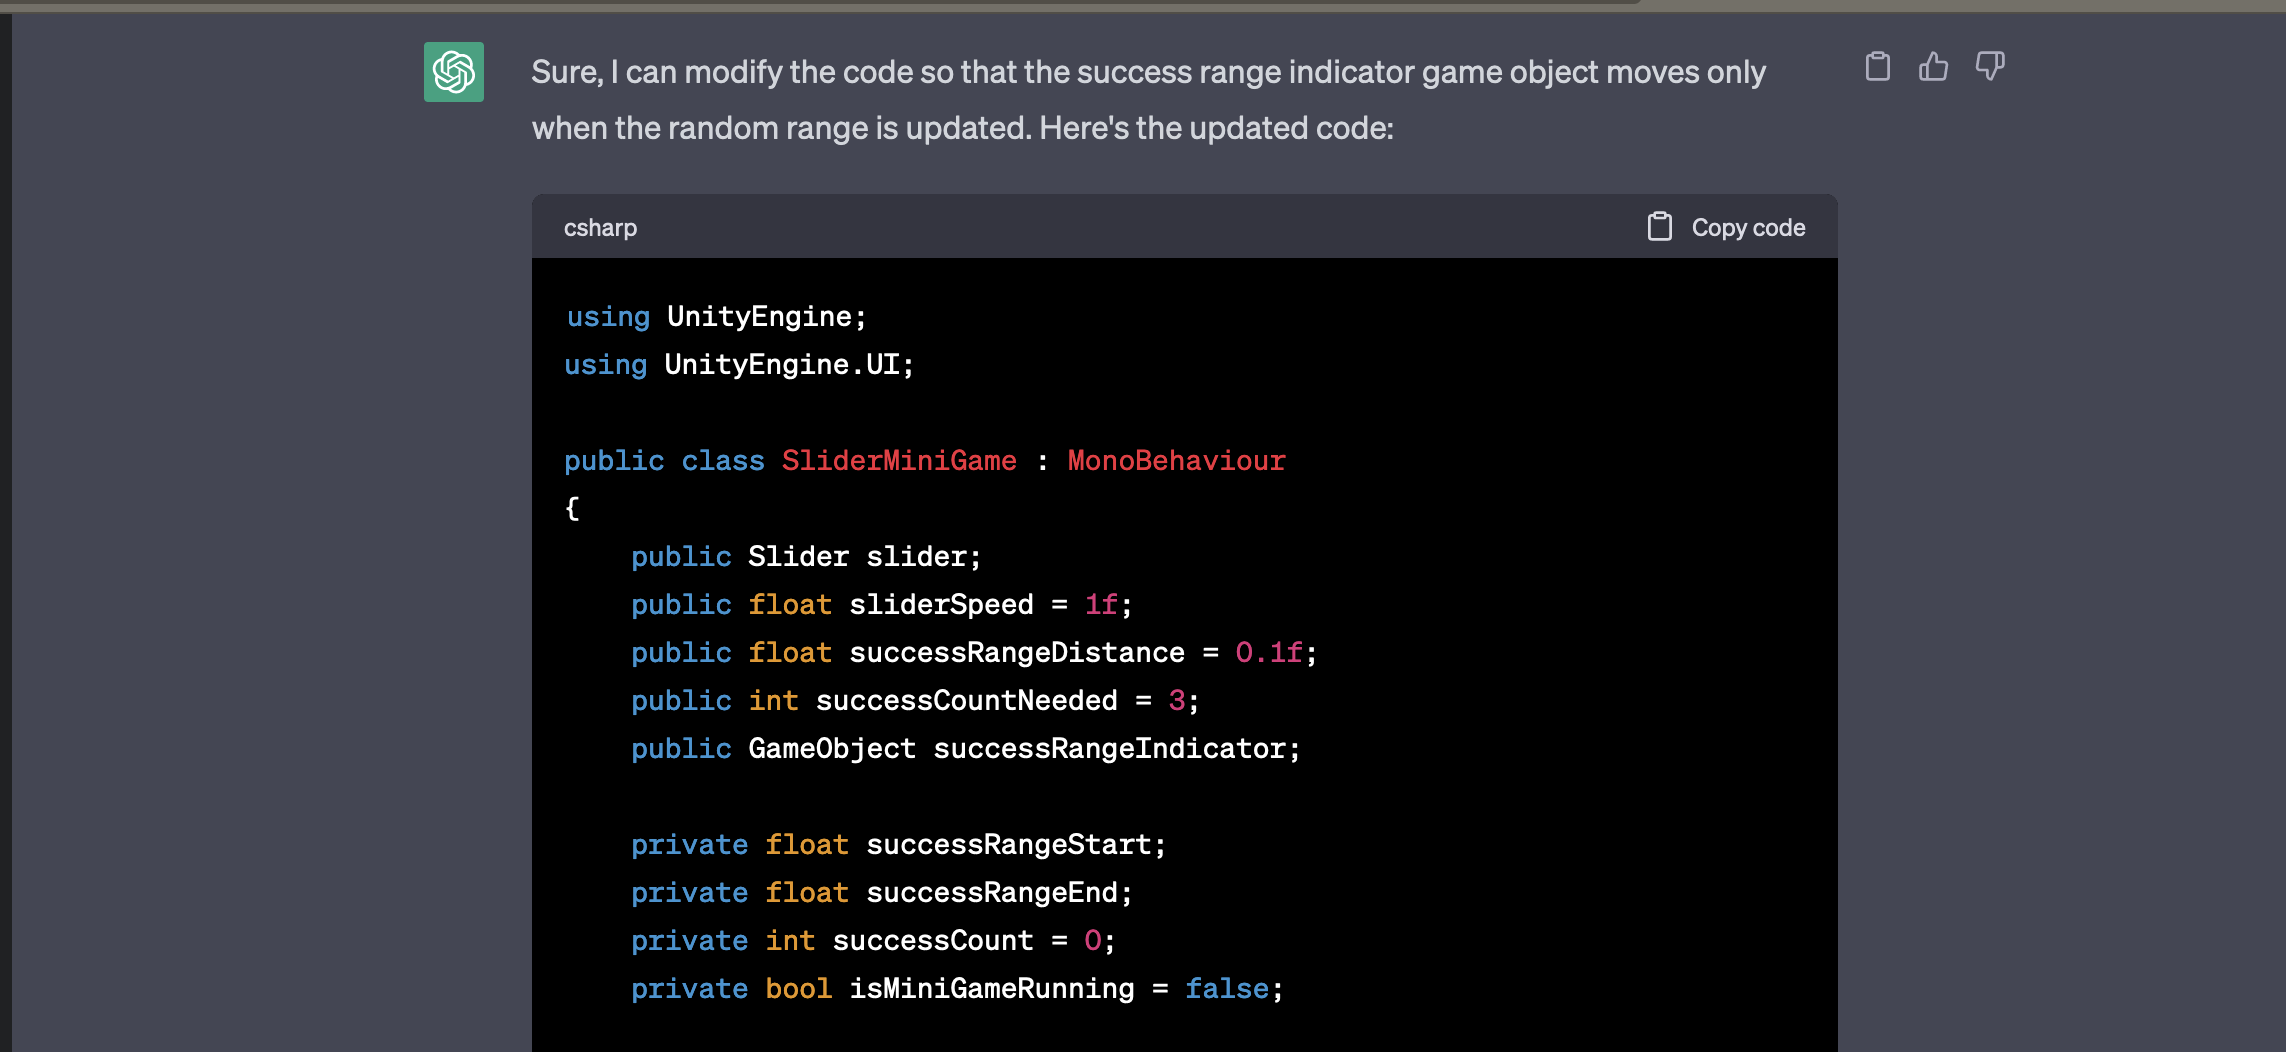 Sure, I can modify the code so that the success range indicator game object moves only
when the random range is updated. Here's the updated code:
csharp
Copy code
using UnityEngine;
using UnityEngine.UI;
public class SliderMiniGame : MonoBehaviour
{
    public Slider slider;
    public float sliderSpeed = 1f;
    public float successRangeDistance = 0.1f;
    public int successCountNeeded = 3;
    public GameObject successRangeIndicator;
    private float successRangeStart;
    private float successRangeEnd;
    private int successCount = 0;
    private bool isMiniGameRunning = false;